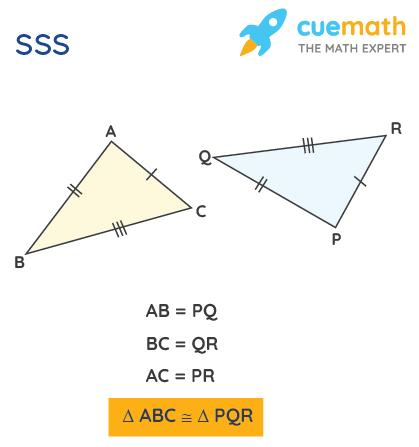 SSS
cuemath
THE MATH EXPERT
A
B
C
Q
R
P
AB = PQ
BC = QR
AC = PR
Δ ABC ≅ Δ PQR